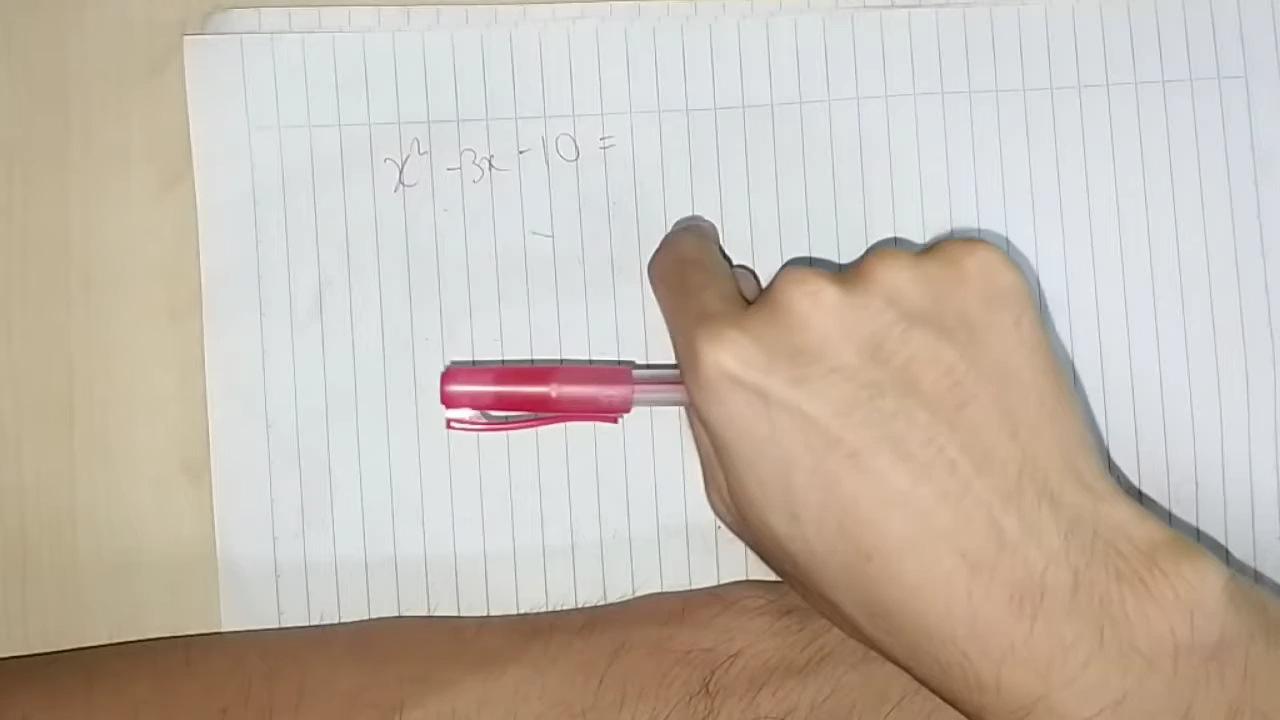 x² -3x -10 =
-